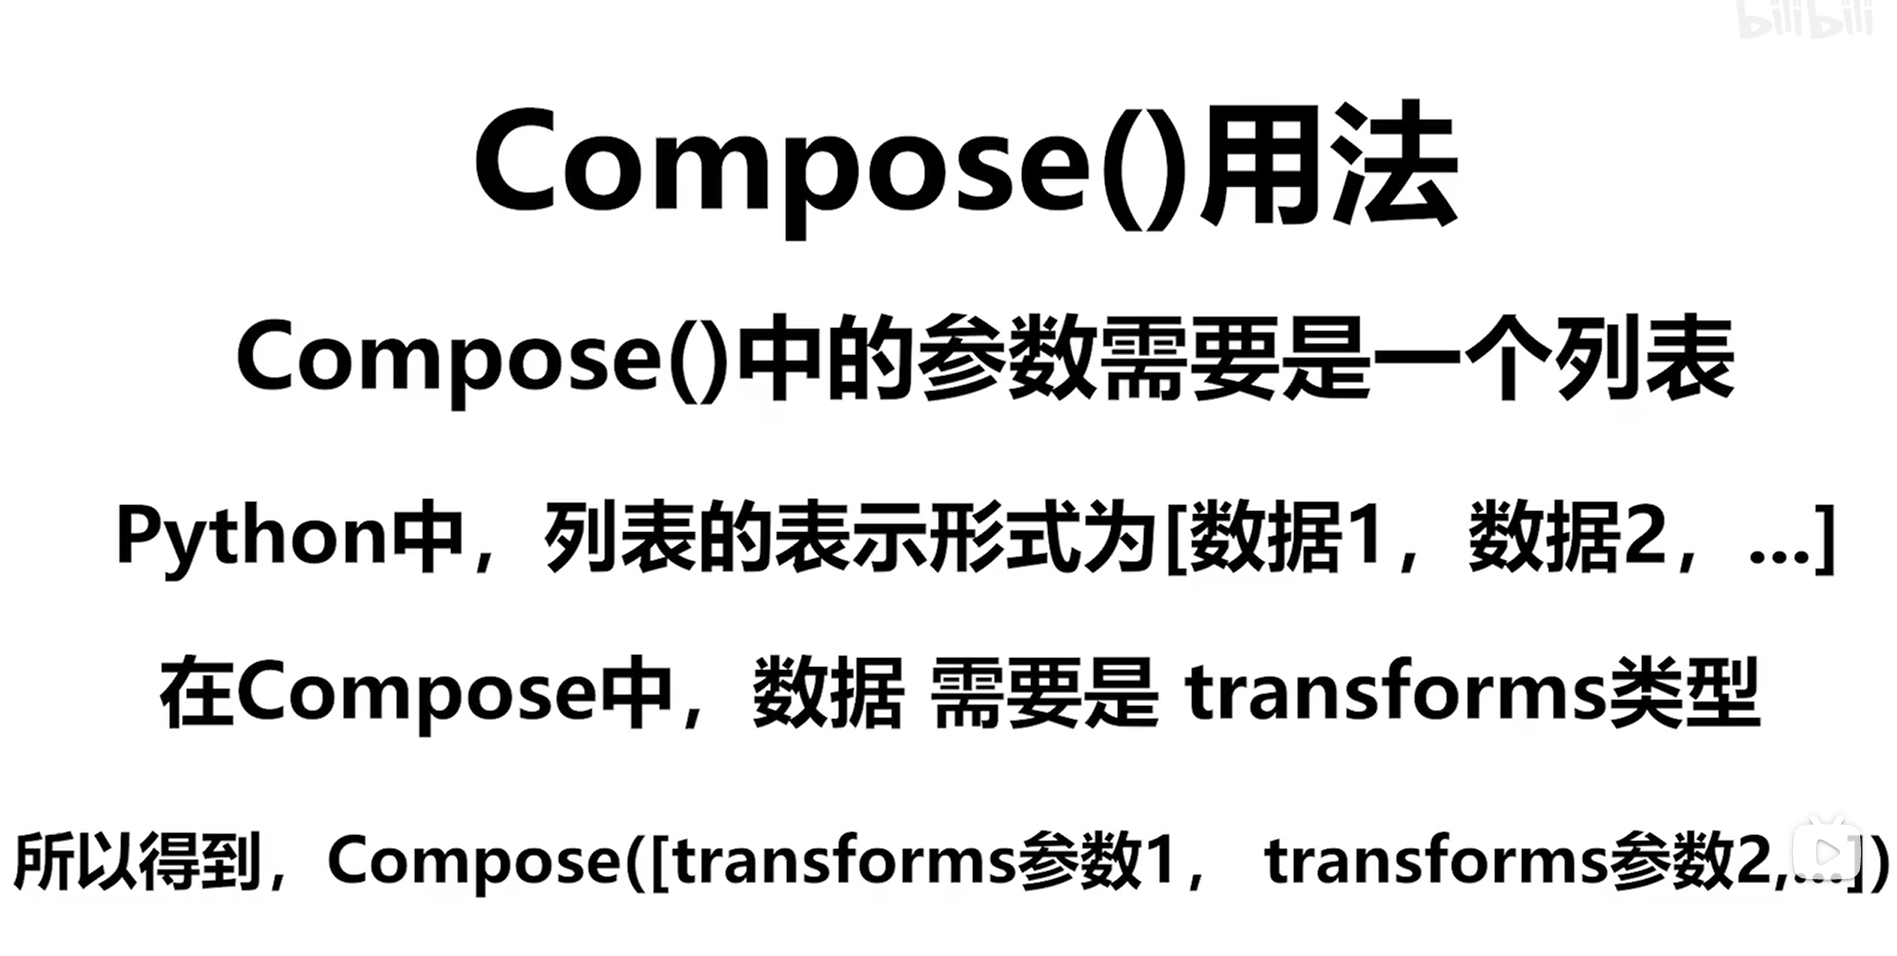 bilibili
Compose()用法
Compose()中的参数需要是一个列表
Python中，列表的表示形式为[数据1，数据2，...]
在Compose中，数据 需要是 transforms类型
所以得到，Compose([transforms参数1， transforms参数2,...])